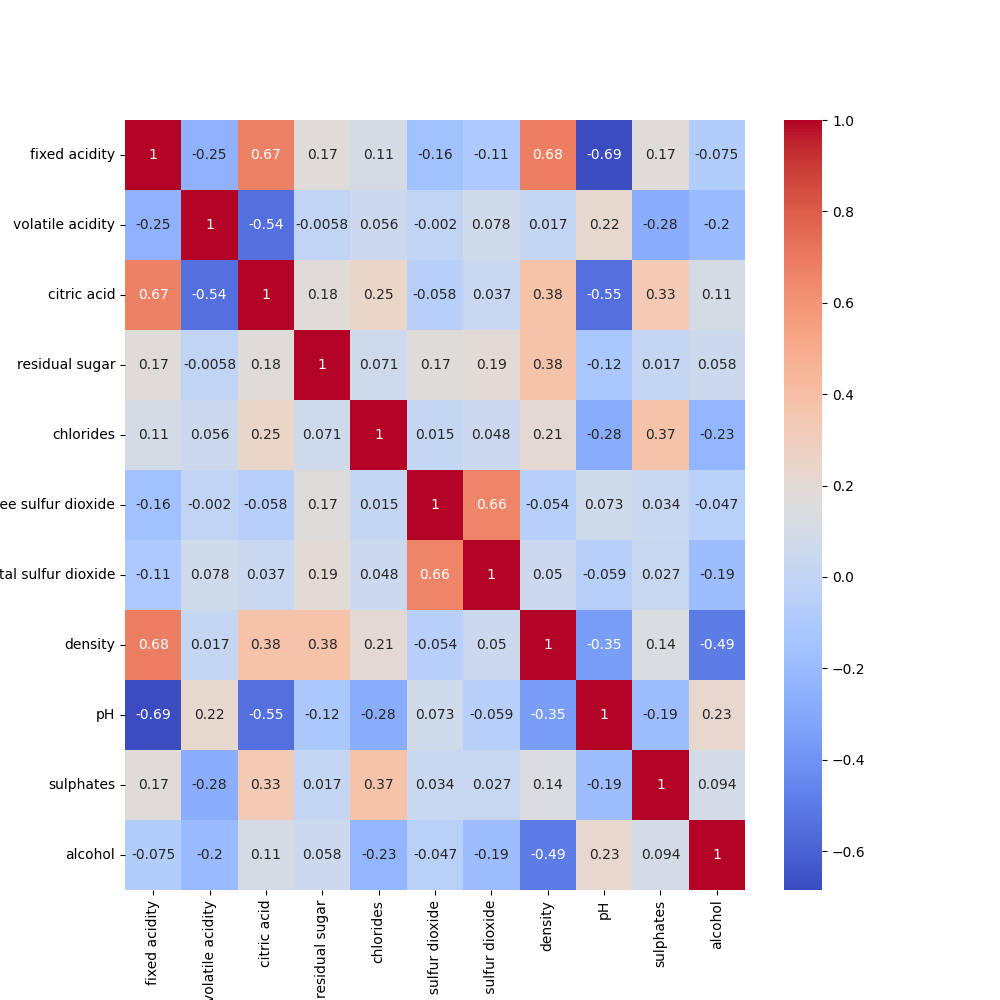 fixed acidity 1 -0.25 0.67 0.17 0.11 -0.16 -0.11 0.68 -0.69 0.17 -0.075
volatile acidity -0.25 1 -0.54 -0.0058 0.056 -0.002 0.078 0.017 0.22 -0.28 -0.2
citric acid 0.67 -0.54 1 0.18 0.25 -0.058 0.037 0.38 -0.55 0.33 0.11
residual sugar 0.17 -0.0058 0.18 1 0.071 0.17 0.19 0.38 -0.12 0.017 0.058
chlorides 0.11 0.056 0.25 0.071 1 0.015 0.048 0.21 -0.28 0.37 -0.23
ee sulfur dioxide -0.16 -0.002 -0.058 0.17 0.015 1 0.66 -0.054 0.073 0.034 -0.047
tal sulfur dioxide -0.11 0.078 0.037 0.19 0.048 0.66 1 0.05 -0.059 0.027 -0.19
density 0.68 0.017 0.38 0.38 0.21 -0.054 0.05 1 -0.35 0.14 -0.49
pH -0.69 0.22 -0.55 -0.12 -0.28 0.073 -0.059 -0.35 1 -0.19 0.23
sulphates 0.17 -0.28 0.33 0.017 0.37 0.034 0.027 0.14 -0.19 1 0.094
alcohol -0.075 -0.2 0.11 0.058 -0.23 -0.047 -0.19 -0.49 0.23 0.094 1
fixed acidity
volatile acidity
citric acid
residual sugar
chlorides
sulfur dioxide
sulfur dioxide
density
pH
sulphates
alcohol
1.0
0.8
0.6
0.4
0.2
0.0
−0.2
−0.4
−0.6